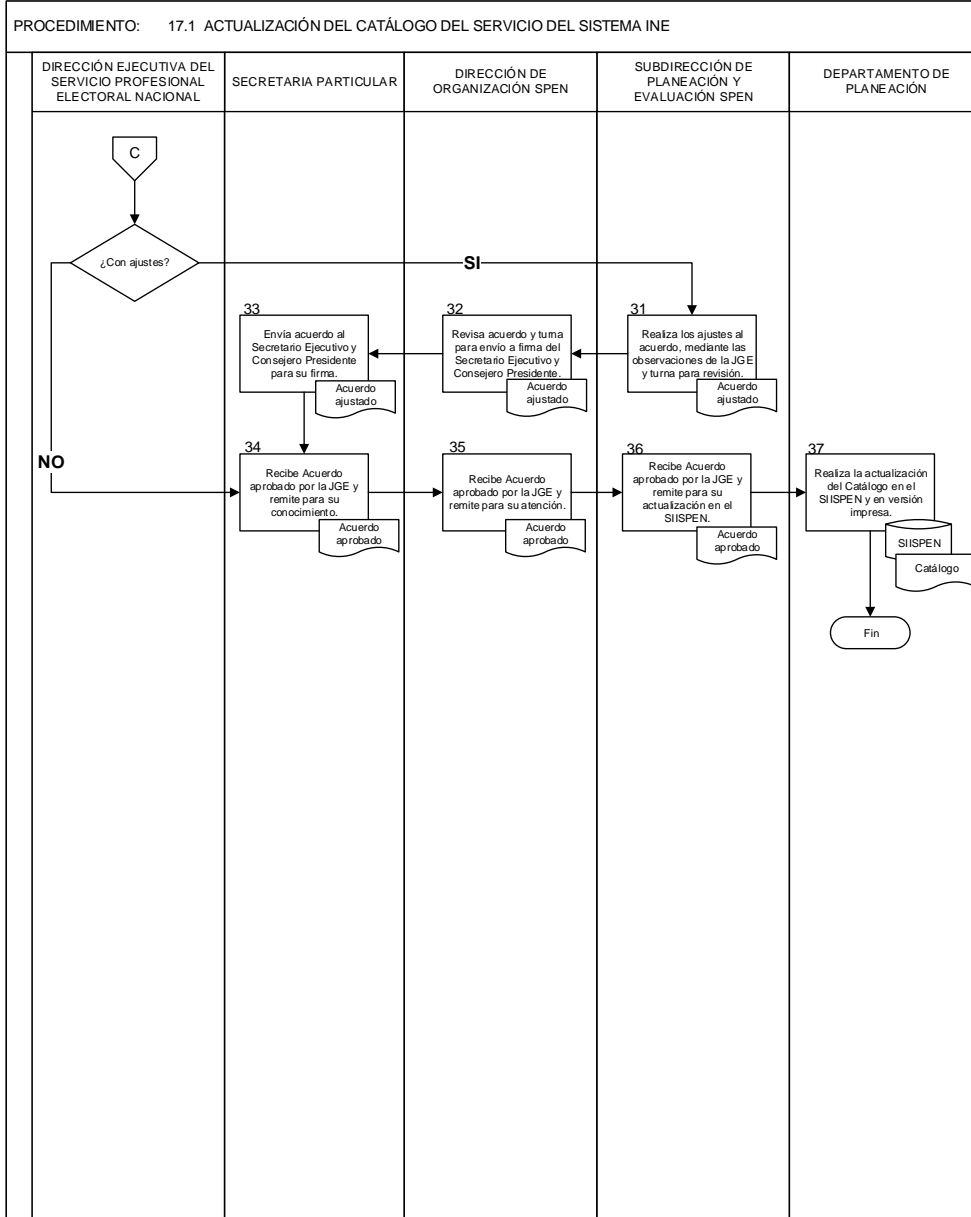 PROCEDIMIENTO: 17.1 ACTUALIZACIÓN DEL CATÁLOGO DEL SERVICIO DEL SISTEMA INE
DIRECCIÓN EJECUTIVA DEL
SERVICIO PROFESIONAL
ELECTORAL NACIONAL
SECRETARIA PARTICULAR
DIRECCIÓN DE
ORGANIZACIÓN SPEN
SUBDIRECCIÓN DE
PLANEACIÓN Y
EVALUACIÓN SPEN
DEPARTAMENTO DE
PLANEACIÓN
C
¿Con ajustes?
SI
NO
33
Envía acuerdo al
Secretario Ejecutivo y
Consejero Presidente
para su firma.
Acuerdo
ajustado
32
Revisa acuerdo y turna
para envío a firma del
Secretario Ejecutivo y
Consejero Presidente.
Acuerdo
ajustado
31
Realiza los ajustes al
acuerdo, mediante las
observaciones de la JGE
y turna para revisión.
Acuerdo
ajustado
34
Recibe Acuerdo
aprobado por la JGE y
remite para su
conocimiento.
Acuerdo
aprobado
35
Recibe Acuerdo
aprobado por la JGE y
remite para su atención.
Acuerdo
aprobado
36
Recibe Acuerdo
aprobado por la JGE y
remite para su
actualización en el
SIISPEN.
Acuerdo
aprobado
37
Realiza la actualización
del Catálogo en el
SIISPEN y en versión
impresa.
SIISPEN
Catálogo
Fin